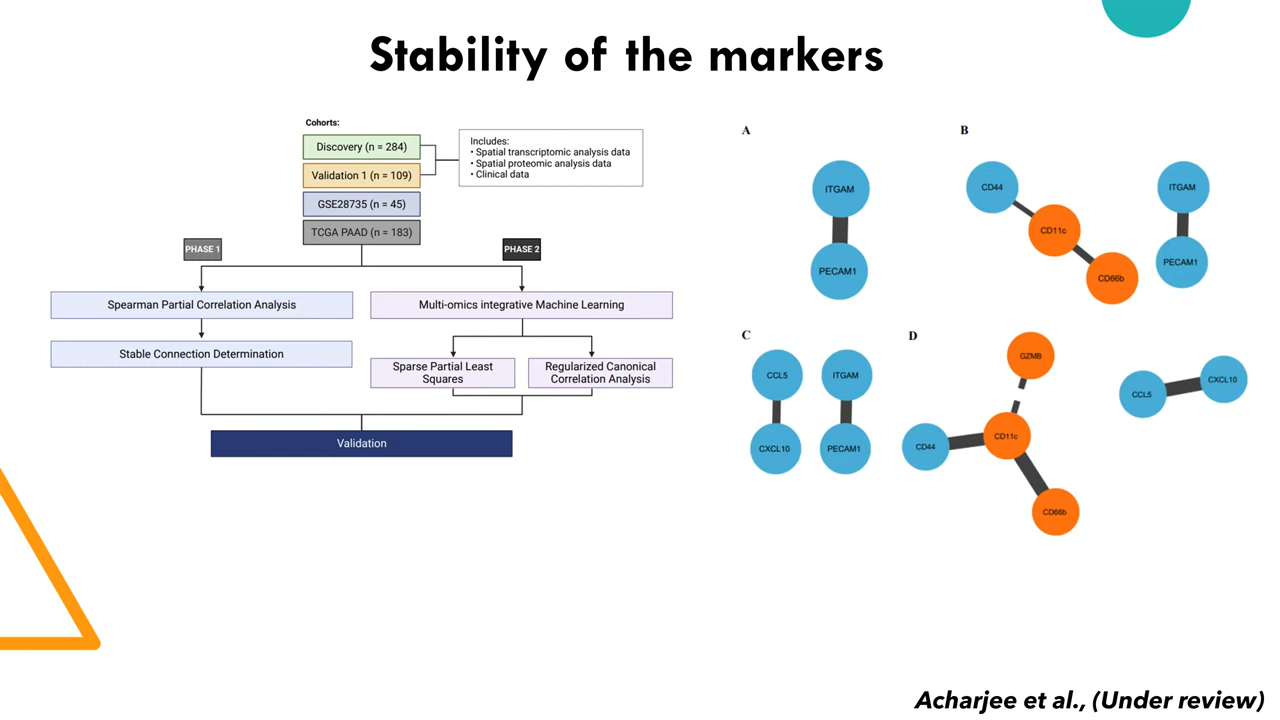 Stability of the markers
Cohorts:
Discovery (n = 284)
Validation 1 (n = 109)
GSE28735 (n = 45)
TCGA PAAD (n = 183)
Includes:
• Spatial transcriptomic analysis data
• Spatial proteomic analysis data
• Clinical data
PHASE 1
PHASE 2
Spearman Partial Correlation Analysis
Stable Connection Determination
Multi-omics integrative Machine Learning
Sparse Partial Least
Squares
Regularized Canonical
Correlation Analysis
Validation
A
ITGAM
PECAM1
B
CD44
CD11c
CD66b
ITGAM
PECAM1
C
CCL5
CXCL10
ITGAM
PECAM1
D
GZMB
CD44
CD11c
CD66b
CCL5
CXCL10
Acharjee et al., (Under review)